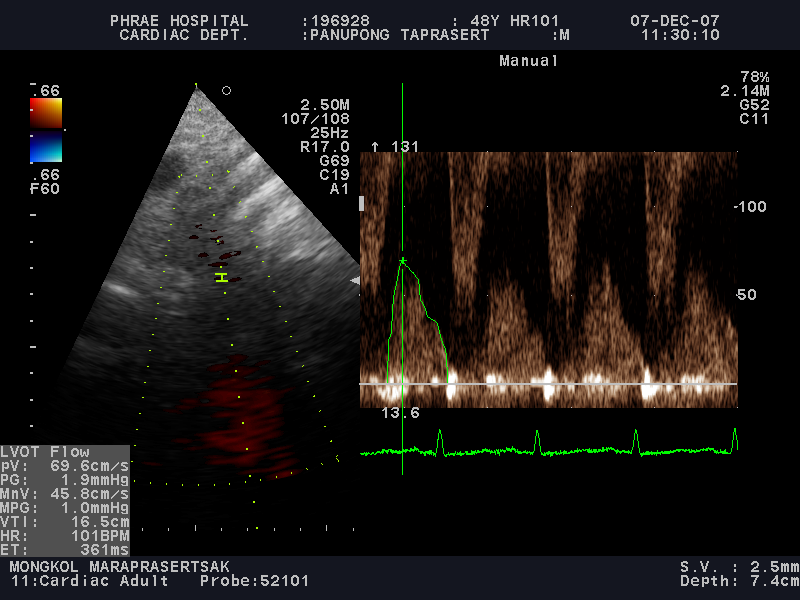 PHRAE HOSPITAL :196928 : 48Y HR101 07-DEC-07
CARDIAC DEPT. :PANUPONG TAPRASERT :M 11:30:10
Manual
.66
.66
F60
2.50M
107/108
25Hz
R17.0
G69
C19
A1
78%
2.14M
G52
C11
↑ 131
-100
50
13.6
H
LVOT Flow
pV: 69.6cm/s
PG: 1.9mmHg
MnV: 45.8cm/s
MPG: 1.0mmHg
VTI: 16.5cm
HR: 101BPM
ET: 361ms
MONGKOL MARAPRASERTSAK S.V. : 2.5mm
11:Cardiac Adult Probe:52101 Depth: 7.4cm